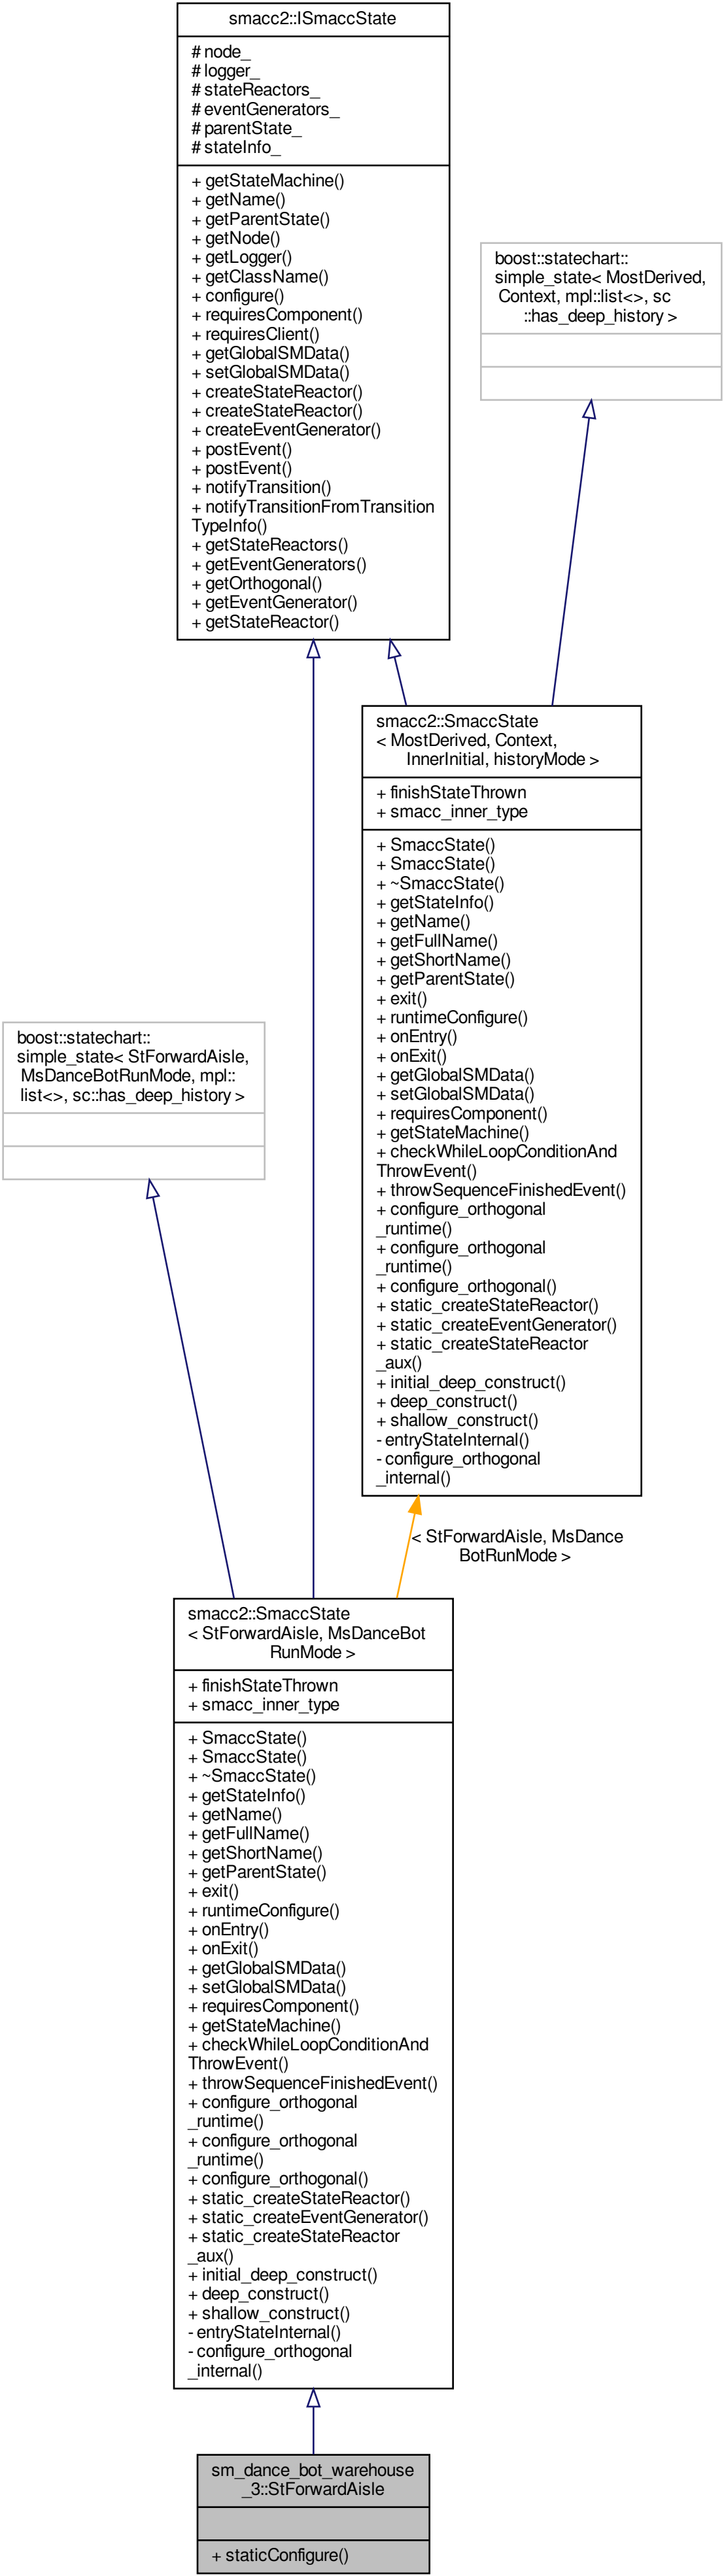 smacc2::ISmaccState
# node_
# logger_
# stateReactors_
# eventGenerators_
# parentState_
# stateInfo_
+ getStateMachine()
+ getName()
+ getParentState()
+ getNode()
+ getLogger()
+ getClassName()
+ configure()
+ requiresComponent()
+ requiresClient()
+ getGlobalSMData()
+ setGlobalSMData()
+ createStateReactor()
+ createStateReactor()
+ createEventGenerator()
+ postEvent()
+ postEvent()
+ notifyTransition()
+ notifyTransitionFromTransition
TypeInfo()
+ getStateReactors()
+ getEventGenerators()
+ getOrthogonal()
+ getEventGenerator()
+ getStateReactor()
boost::statechart::
simple_state< MostDerived,
Context, mpl::list<>, sc
::has_deep_history >
smacc2::SmaccState
< MostDerived, Context,
InnerInitial, historyMode >
+ finishStateThrown
+ smacc_inner_type
+ SmaccState()
+ SmaccState()
+ ~SmaccState()
+ getStateInfo()
+ getName()
+ getFullName()
+ getShortName()
+ getParentState()
+ exit()
+ runtimeConfigure()
+ onEntry()
+ onExit()
+ getGlobalSMData()
+ setGlobalSMData()
+ requiresComponent()
+ getStateMachine()
+ checkWhileLoopConditionAnd
ThrowEvent()
+ throwSequenceFinishedEvent()
+ configure_orthogonal
_runtime()
+ configure_orthogonal
_runtime()
+ configure_orthogonal()
+ static_createStateReactor()
+ static_createEventGenerator()
+ static_createStateReactor
_aux()
+ initial_deep_construct()
+ deep_construct()
+ shallow_construct()
- entryStateInternal()
- configure_orthogonal
_internal()
boost::statechart::
simple_state< StForwardAisle,
MsDanceBotRunMode, mpl::
list<>, sc::has_deep_history >
< StForwardAisle, MsDance
BotRunMode >
smacc2::SmaccState
< StForwardAisle, MsDanceBot
RunMode >
+ finishStateThrown
+ smacc_inner_type
+ SmaccState()
+ SmaccState()
+ ~SmaccState()
+ getStateInfo()
+ getName()
+ getFullName()
+ getShortName()
+ getParentState()
+ exit()
+ runtimeConfigure()
+ onEntry()
+ onExit()
+ getGlobalSMData()
+ setGlobalSMData()
+ requiresComponent()
+ getStateMachine()
+ checkWhileLoopConditionAnd
ThrowEvent()
+ throwSequenceFinishedEvent()
+ configure_orthogonal
_runtime()
+ configure_orthogonal
_runtime()
+ configure_orthogonal()
+ static_createStateReactor()
+ static_createEventGenerator()
+ static_createStateReactor
_aux()
+ initial_deep_construct()
+ deep_construct()
+ shallow_construct()
- entryStateInternal()
- configure_orthogonal
_internal()
sm_dance_bot_warehouse
_3::StForwardAisle
+ staticConfigure()